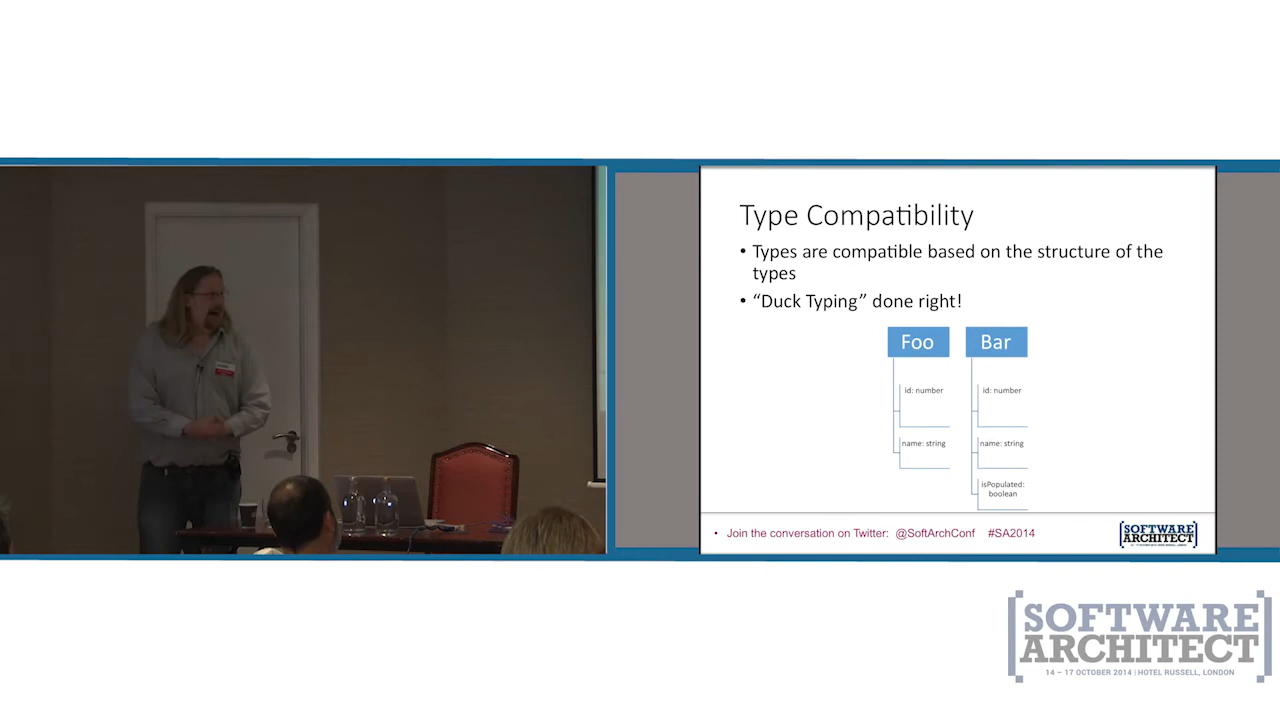 Type Compatibility
• Types are compatible based on the structure of the
types
• “Duck Typing” done right!
Foo
Bar
id: number
id: number
name: string
name: string
isPopulated:
boolean
• Join the conversation on Twitter: @SoftArchConf #SA2014
[SOFTWARE
ARCHITECT]
[SOFTWARE
ARCHITECT]
14 – 17 OCTOBER 2014 | HOTEL RUSSELL, LONDON